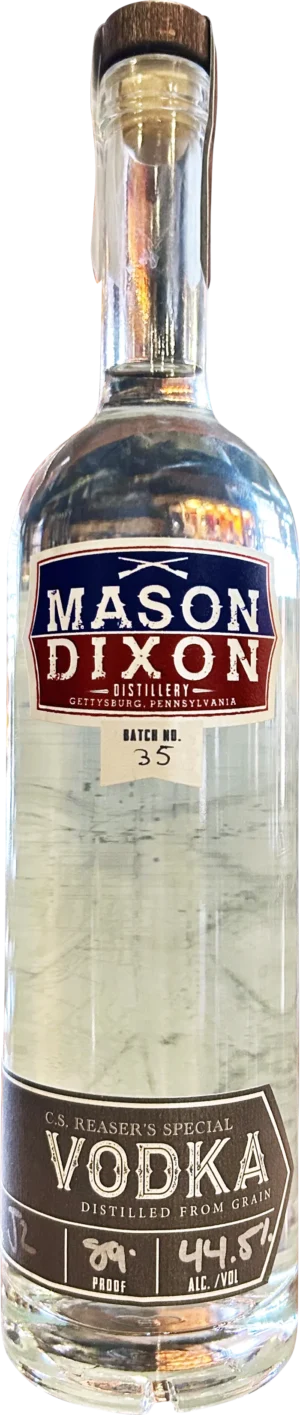 MASON
DIXON
DISTILLERY
GETTYSBURG, PENNSYLVANIA
BATCH NO.
35
C.S. REASER'S SPECIAL
VODKA
DISTILLED FROM GRAIN
89.
44.5%
PROOF
ALC. /VOL